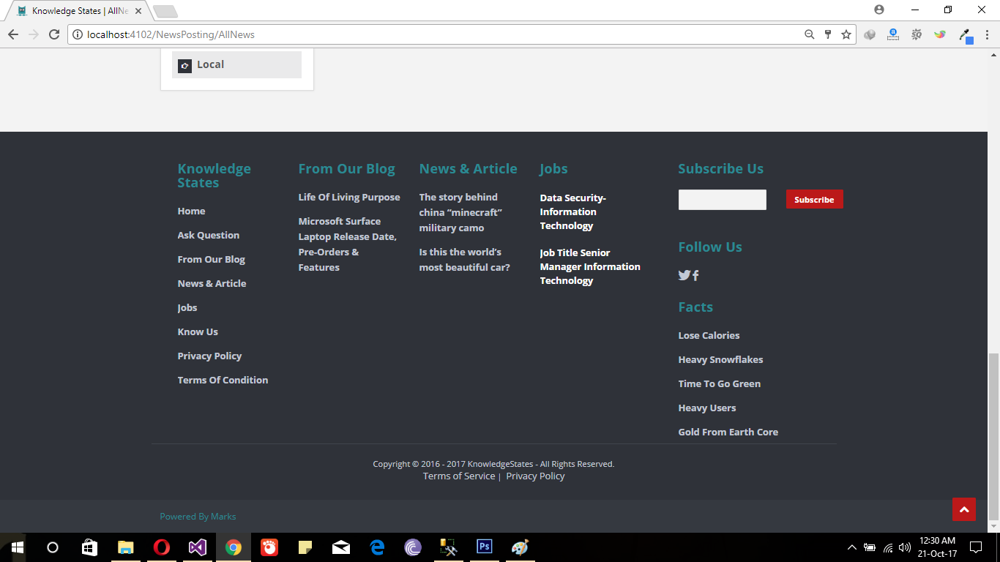 Knowledge States | AllNe
localhost:4102/NewsPosting/AllNews
Local
Knowledge
States
Home
Ask Question
From Our Blog
News & Article
Jobs
Know Us
Privacy Policy
Terms Of Condition
From Our Blog
Life Of Living Purpose
Microsoft Surface
Laptop Release Date,
Pre-Orders &
Features
News & Article
The story behind
china “minecraft”
military camo
Is this the world’s
most beautiful car?
Jobs
Data Security-
Information
Technology
Job Title Senior
Manager Information
Technology
Subscribe Us
Subscribe
Follow Us
Facts
Lose Calories
Heavy Snowflakes
Time To Go Green
Heavy Users
Gold From Earth Core
Copyright © 2016 - 2017 KnowledgeStates - All Rights Reserved.
Terms of Service | Privacy Policy
Powered By Marks
Ps
12:30 AM
21-Oct-17